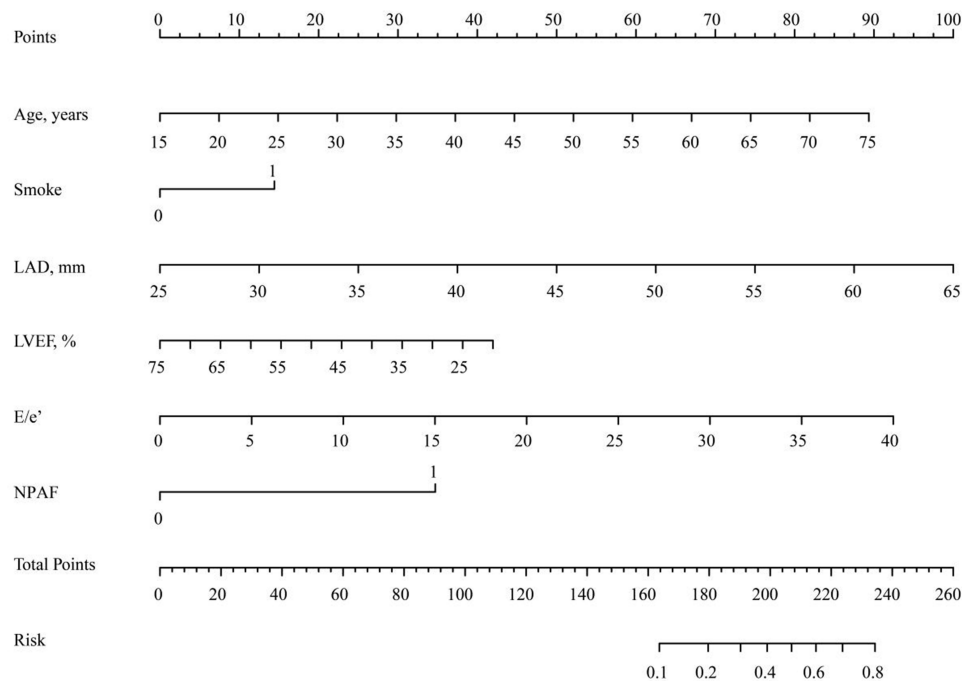 0 10 20 30 40 50 60 70 80 90 100
Points
Age, years
15 20 25 30 35 40 45 50 55 60 65 70 75
1
Smoke
0
LAD, mm
25 30 35 40 45 50 55 60 65
LVEF, %
75 65 55 45 35 25
E/e’
0 5 10 15 20 25 30 35 40
1
NPAF
0
Total Points
0 20 40 60 80 100 120 140 160 180 200 220 240 260
Risk
0.1 0.2 0.4 0.6 0.8